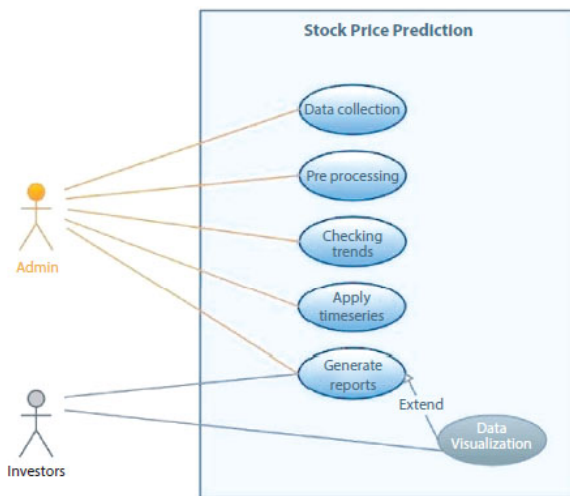 Stock Price Prediction
Data collection
Pre processing
Checking
trends
Admin
Apply
timeseries
Generate
reports
Extend
Data
Visualization
Investors